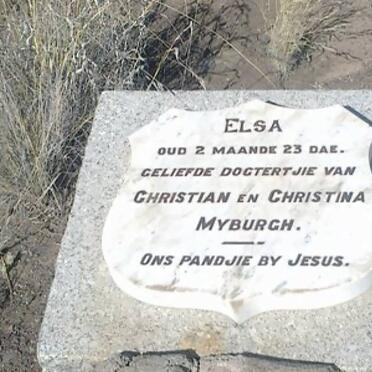 ELSA
OUD 2 MAANDE 23 DAE.
GELIEFDE DOGTERTJIE VAN
CHRISTIAN EN CHRISTINA
MYBURGH.
ONS PANDJIE BY JESUS.